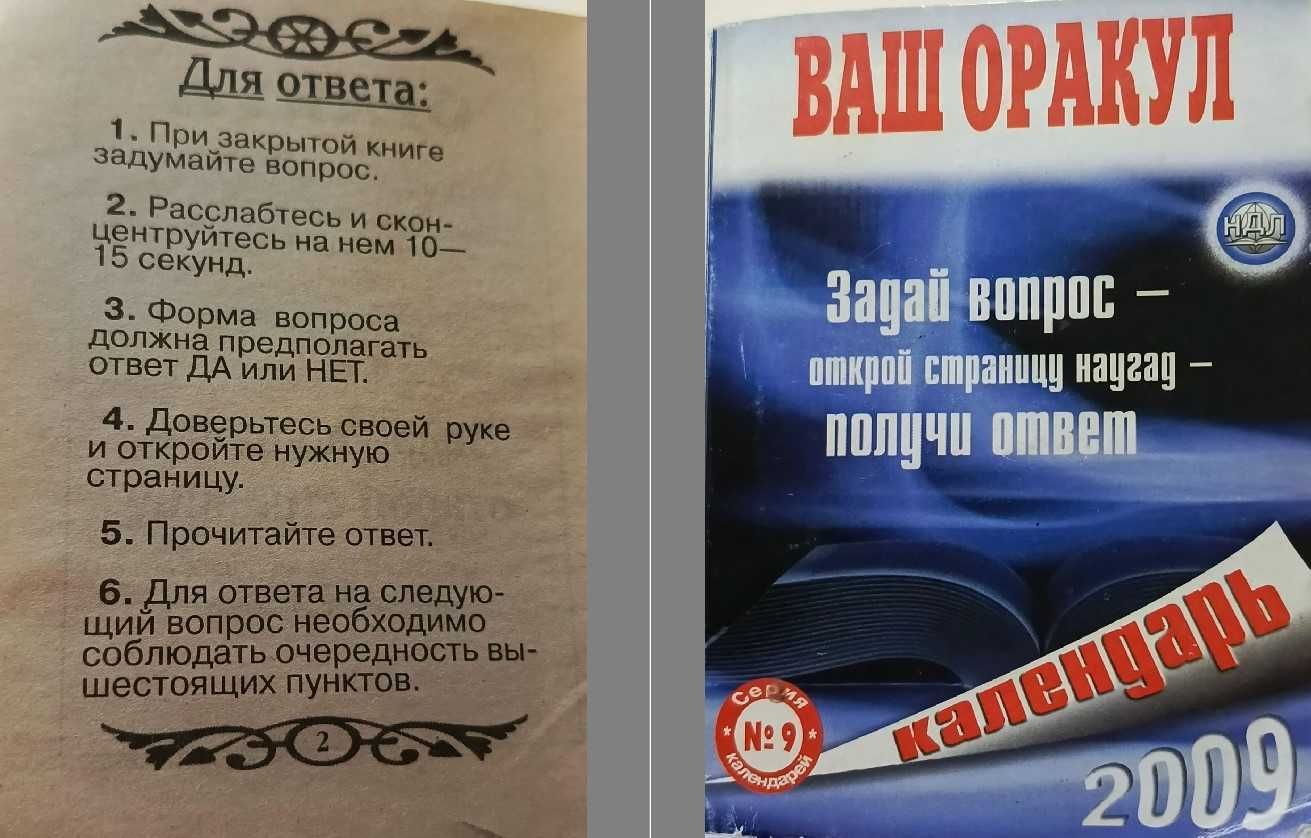 Для ответа:
1. При закрытой книге
задумайте вопрос.
2. Расслабтесь и скон-
центруйтесь на нем 10—
15 секунд.
3. Форма вопроса
должна предполагать
ответ ДА или НЕТ.
4. Доверьтесь своей руке
и откройте нужную
страницу.
5. Прочитайте ответ.
6. Для ответа на следую-
щий вопрос необходимо
соблюдать очередность вы-
шестоящих пунктов.
2
ВАШ ОРАКУЛ
НДЛ
Задай вопрос –
открой страницу наугад –
получи ответ
календарь
2009
Серия
№ 9
календарей